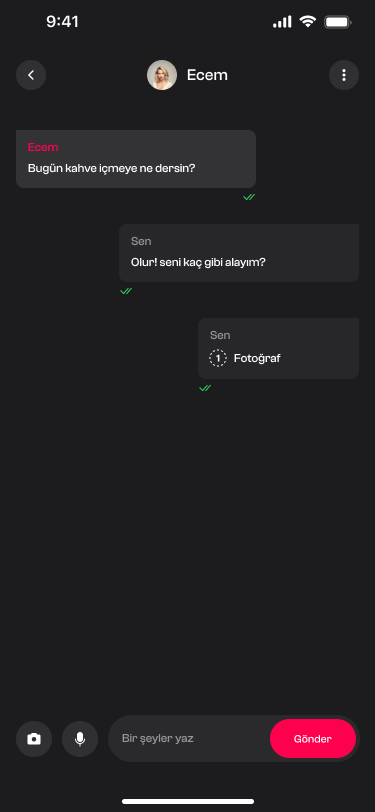 9:41
Ecem
Ecem
Bugün kahve içmeye ne dersin?
Sen
Olur! seni kaç gibi alayım?
Sen
1 Fotoğraf
Bir şeyler yaz
Gönder